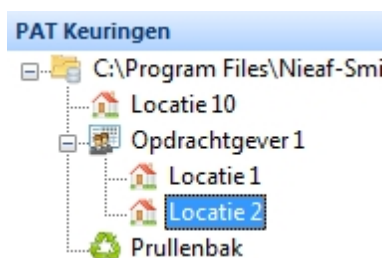 PAT Keuringen
C:\Program Files\Nieaf-Smi
Locatie 10
Opdrachtgever 1
Locatie 1
Locatie 2
Prullenbak